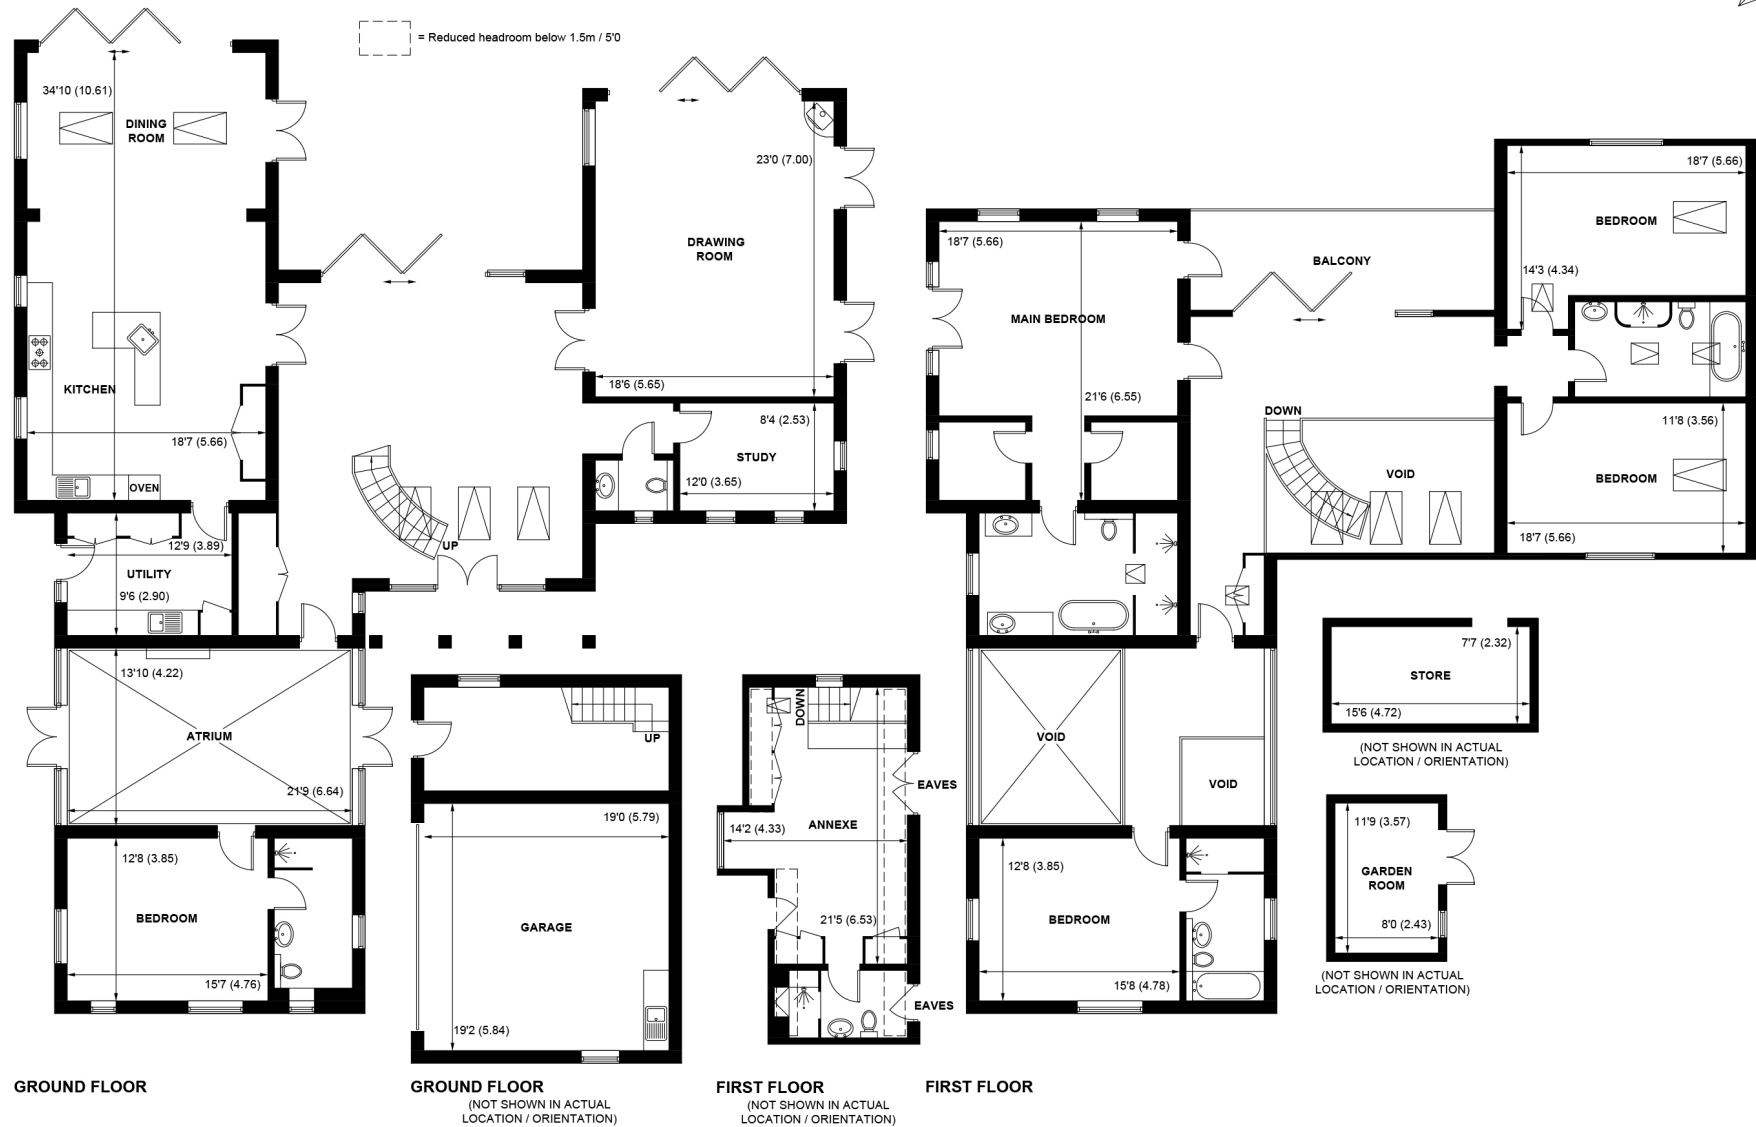 = Reduced headroom below 1.5m / 5'0
34'10 (10.61)
DINING
ROOM
KITCHEN
18'7 (5.66)
OVEN
12'9 (3.89)
UTILITY
9'6 (2.90)
UP
23'0 (7.00)
DRAWING
ROOM
18'6 (5.65)
8'4 (2.53)
STUDY
12'0 (3.65)
13'10 (4.22)
ATRIUM
21'9 (6.64)
12'8 (3.85)
BEDROOM
15'7 (4.76)
GROUND FLOOR
UP
19'0 (5.79)
GARAGE
19'2 (5.84)
GROUND FLOOR
(NOT SHOWN IN ACTUAL
LOCATION / ORIENTATION)
DOWN
EAVES
14'2 (4.33)
ANNEXE
21'5 (6.53)
EAVES
FIRST FLOOR
(NOT SHOWN IN ACTUAL
LOCATION / ORIENTATION)
18'7 (5.66)
MAIN BEDROOM
21'6 (6.55)
BALCONY
18'7 (5.66)
BEDROOM
14'3 (4.34)
DOWN
VOID
11'8 (3.56)
BEDROOM
18'7 (5.66)
VOID
VOID
12'8 (3.85)
BEDROOM
15'8 (4.78)
FIRST FLOOR
7'7 (2.32)
STORE
15'6 (4.72)
(NOT SHOWN IN ACTUAL
LOCATION / ORIENTATION)
11'9 (3.57)
GARDEN
ROOM
8'0 (2.43)
(NOT SHOWN IN ACTUAL
LOCATION / ORIENTATION)